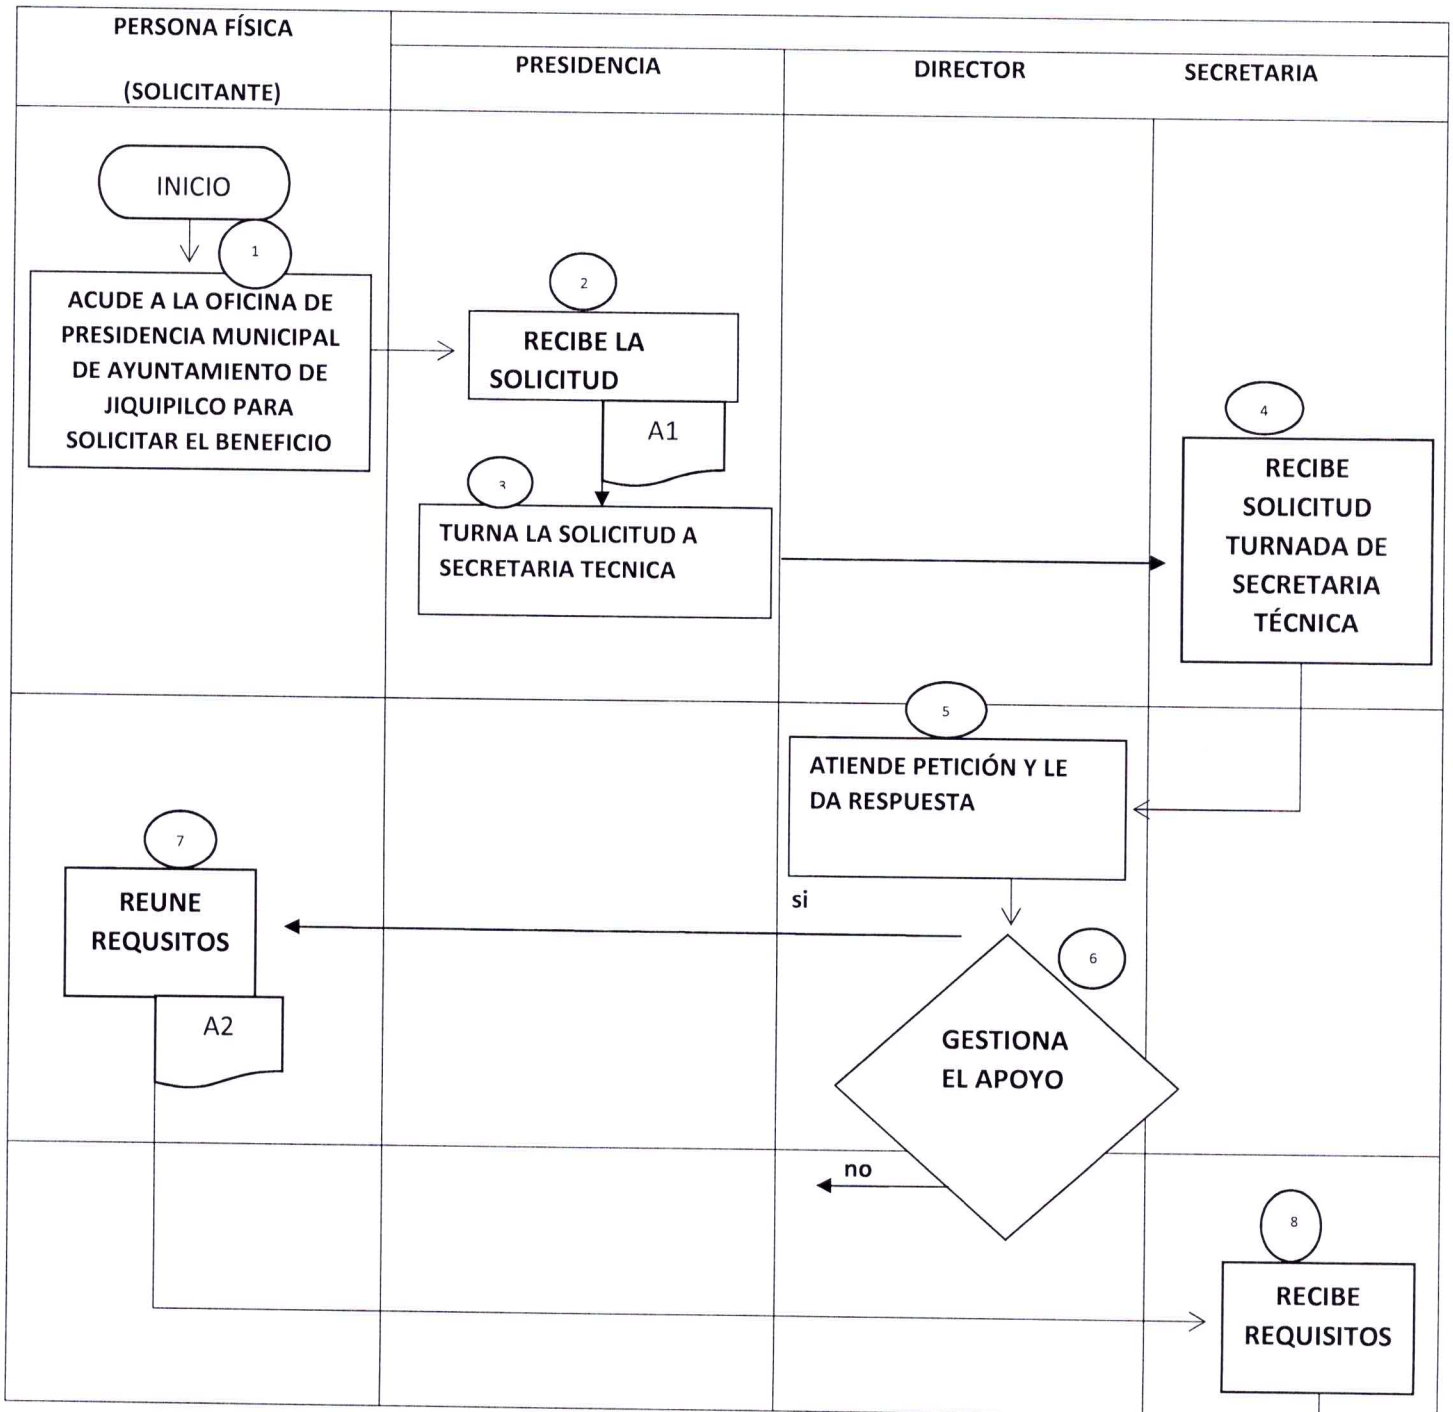 PERSONA FÍSICA
(SOLICITANTE)
PRESIDENCIA
DIRECTOR
SECRETARIA
INICIO
1
ACUDE A LA OFICINA DE
PRESIDENCIA MUNICIPAL
DE AYUNTAMIENTO DE
JIQUIPILCO PARA
SOLICITAR EL BENEFICIO
2
RECIBE LA
SOLICITUD
A1
3
TURNA LA SOLICITUD A
SECRETARIA TECNICA
4
RECIBE
SOLICITUD
TURNADA DE
SECRETARIA
TÉCNICA
5
ATIENDE PETICIÓN Y LE
DA RESPUESTA
si
6
GESTIONA
EL APOYO
no
7
REUNE
REQUSITOS
A2
8
RECIBE
REQUISITOS